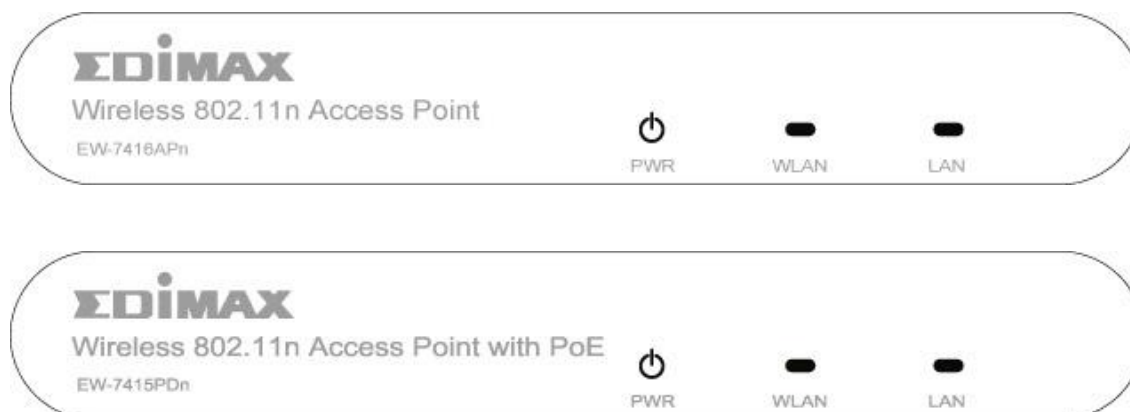 EDiMAX
Wireless 802.11n Access Point
EW-7416APn
PWR WLAN LAN
EDiMAX
Wireless 802.11n Access Point with PoE
EW-7415PDn
PWR WLAN LAN